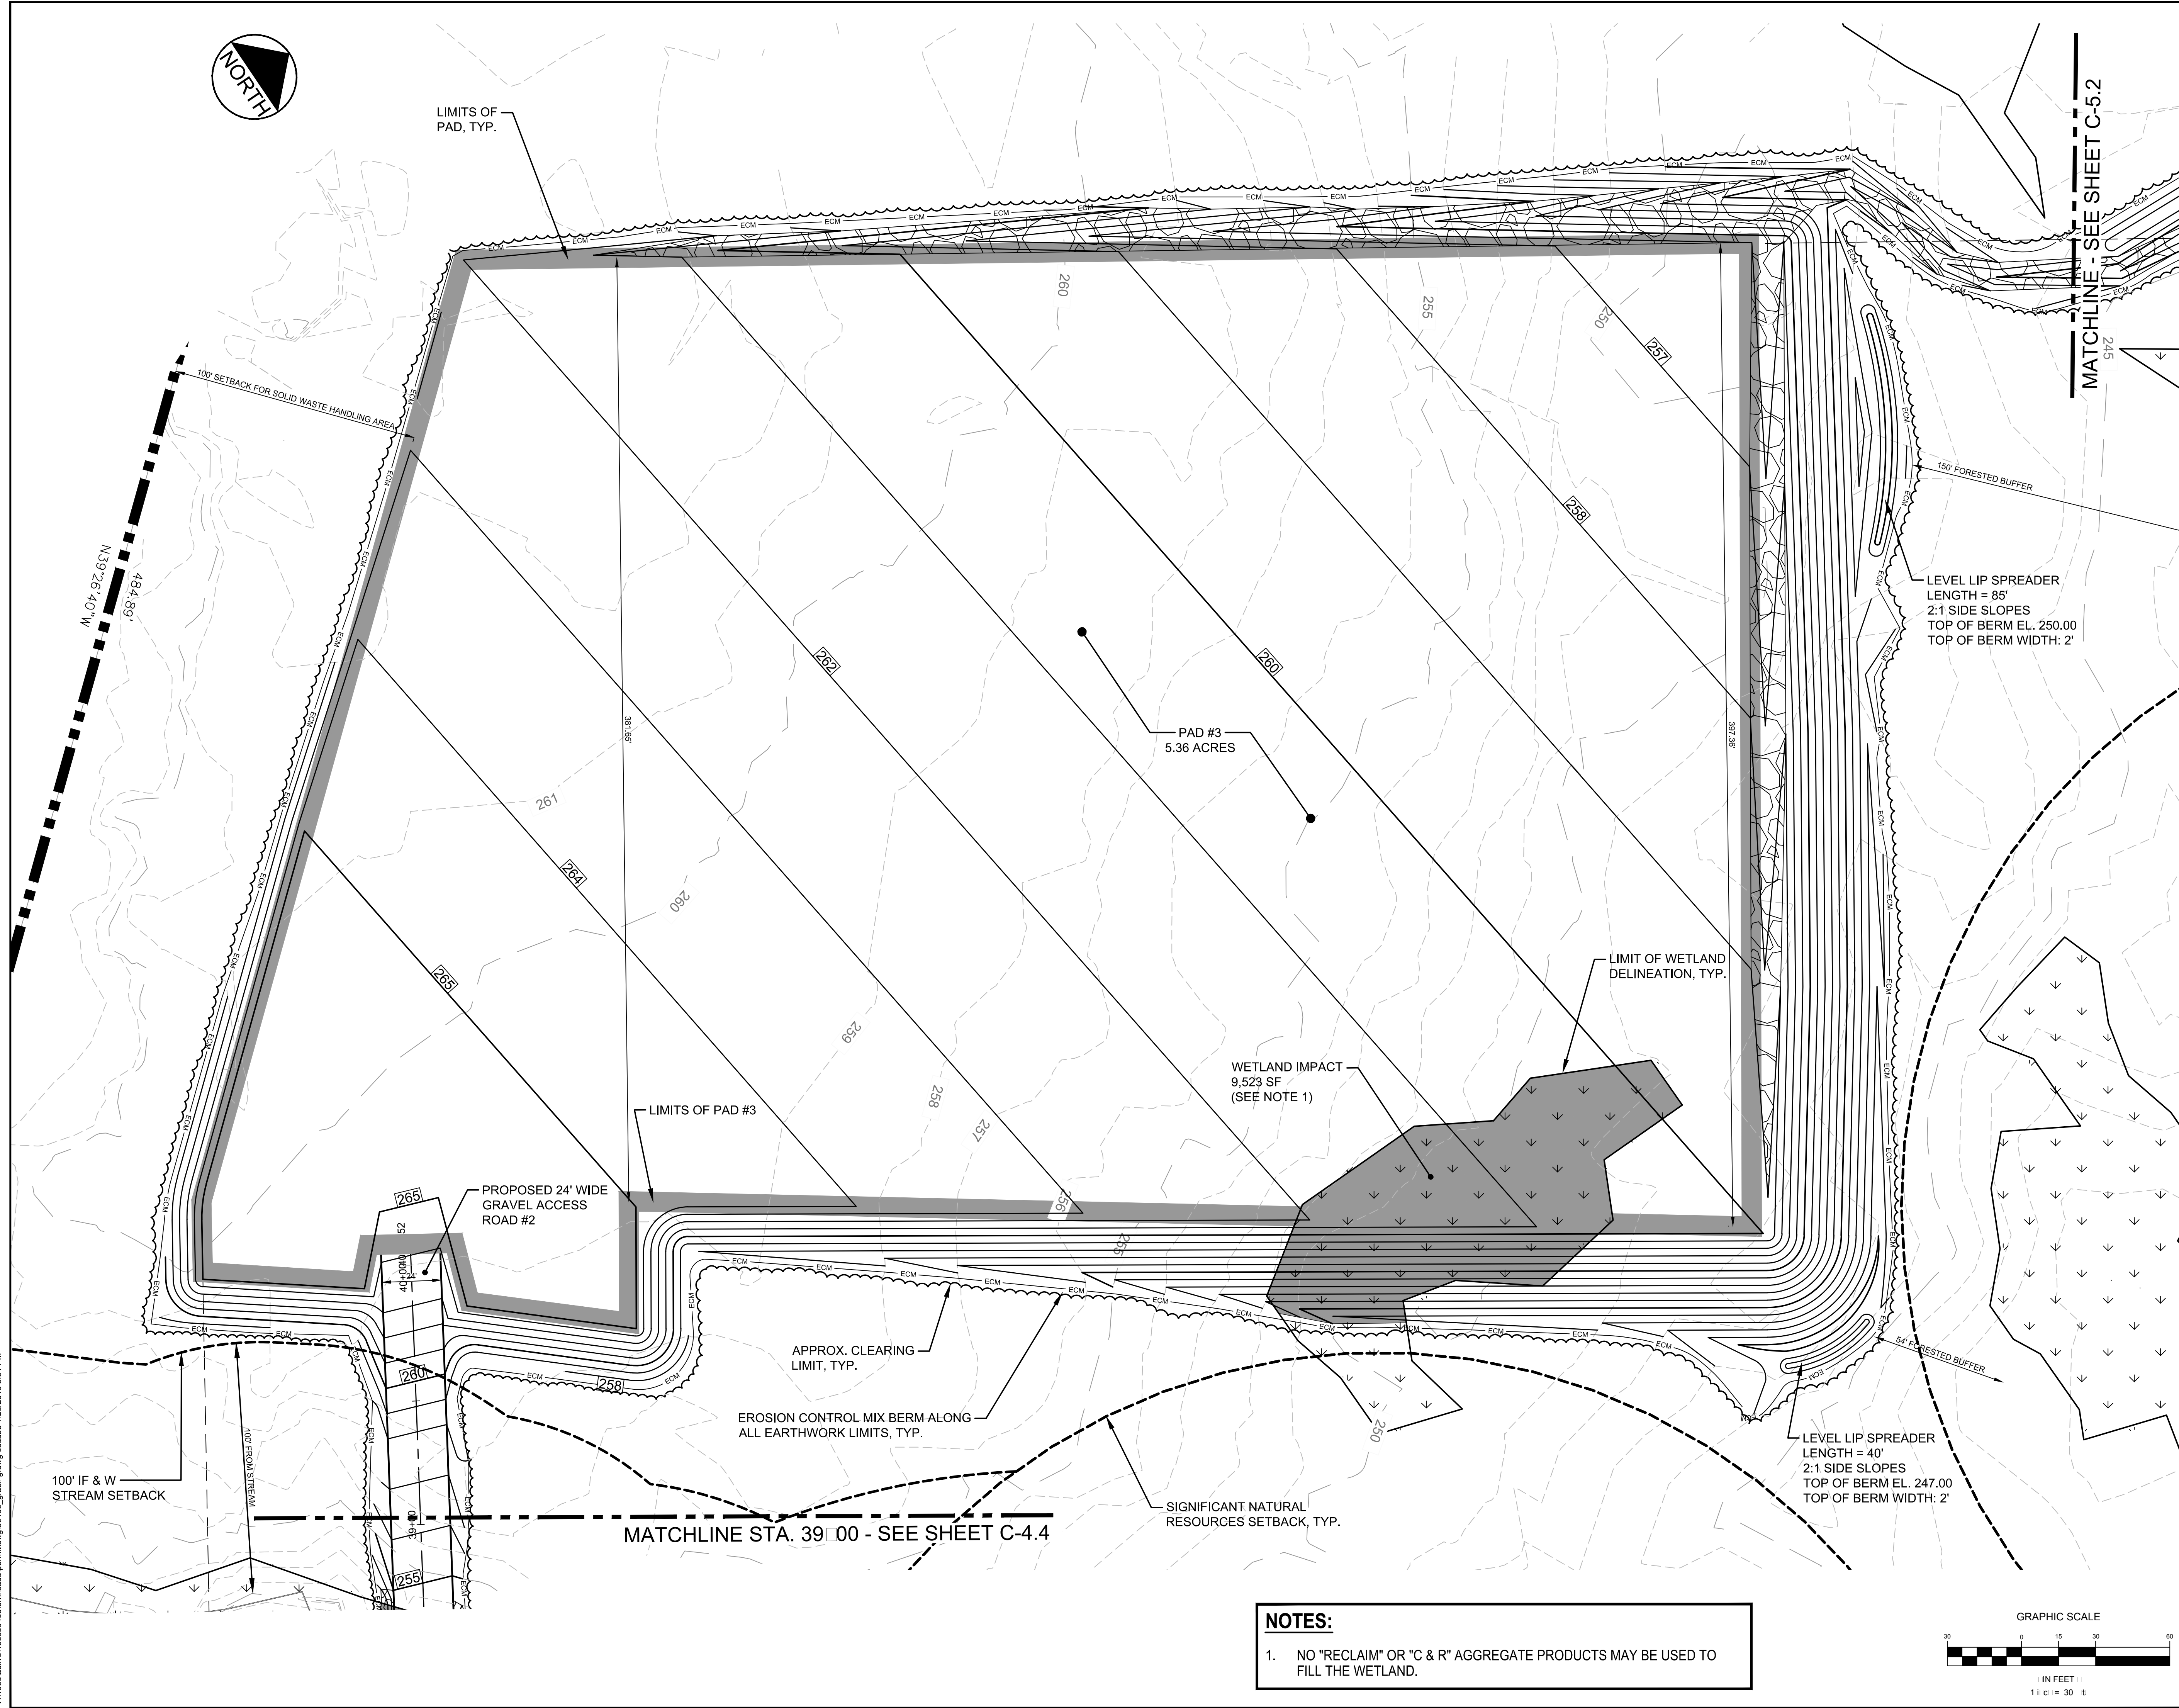 NORTH
LIMITS OF
PAD, TYP.
MATCHLINE - SEE SHEET C-5.2
245
260
255
250
257
258
100' SETBACK FOR SOLID WASTE HANDLING AREA
N39°26'40"W
484.89'
150' FORESTED BUFFER
LEVEL LIP SPREADER
LENGTH = 85'
2:1 SIDE SLOPES
TOP OF BERM EL. 250.00
TOP OF BERM WIDTH: 2'
381.65'
262
260
PAD #3
5.36 ACRES
397.36'
261
264
260
265
259
258
257
256
255
250
LIMIT OF WETLAND
DELINEATION, TYP.
WETLAND IMPACT
9,523 SF
(SEE NOTE 1)
LIMITS OF PAD #3
265
PROPOSED 24' WIDE
GRAVEL ACCESS
ROAD #2
52
40+00
24'
260
258
39+00
255
ECM
APPROX. CLEARING
LIMIT, TYP.
EROSION CONTROL MIX BERM ALONG
ALL EARTHWORK LIMITS, TYP.
54' FORESTED BUFFER
LEVEL LIP SPREADER
LENGTH = 40'
2:1 SIDE SLOPES
TOP OF BERM EL. 247.00
TOP OF BERM WIDTH: 2'
100' IF & W
STREAM SETBACK
100' FROM STREAM
SIGNIFICANT NATURAL
RESOURCES SETBACK, TYP.
MATCHLINE STA. 39□00 - SEE SHEET C-4.4
NOTES:
1. NO "RECLAIM" OR "C & R" AGGREGATE PRODUCTS MAY BE USED TO
FILL THE WETLAND.
GRAPHIC SCALE
30 0 15 30 60
□IN FEET □
1 i□c□ = 30 □t.